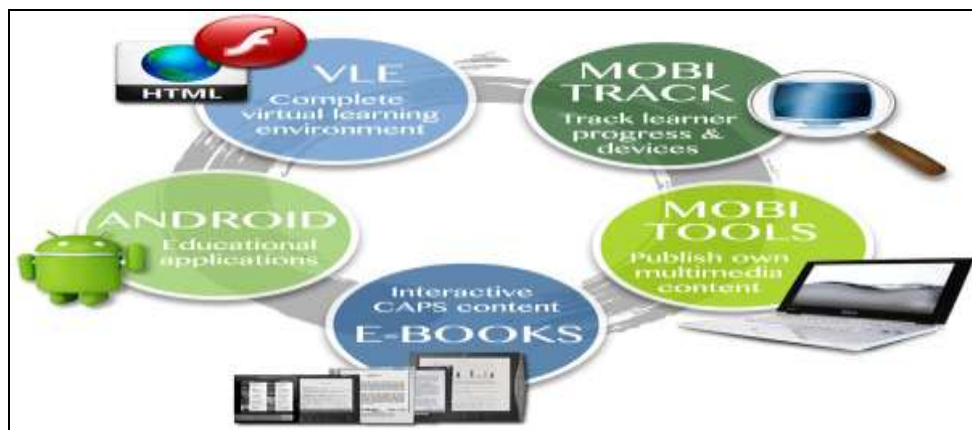 HTML
VLE
Complete
virtual learning
environment
MOBI
TRACK
Track learner
progress &
devices
ANDROID
Educational
applications
MOBI
TOOLS
Publish own
multimedia
content
Interactive
CAPS content
E-BOOKS